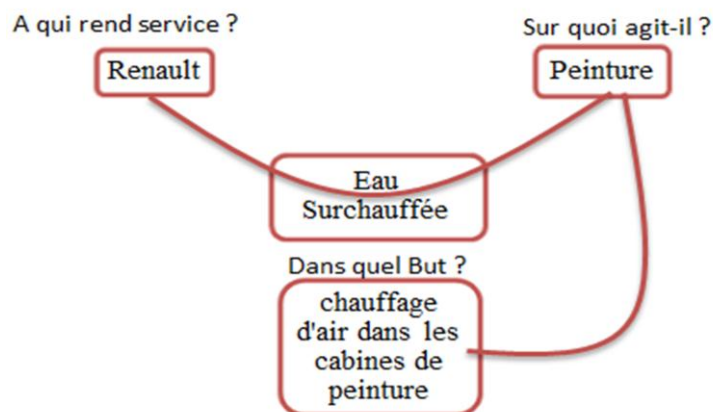 A qui rend service ?
Sur quoi agit-il ?
Renault
Peinture
Eau
Surchauffée
Dans quel But ?
chauffage
d'air dans les
cabines de
peinture